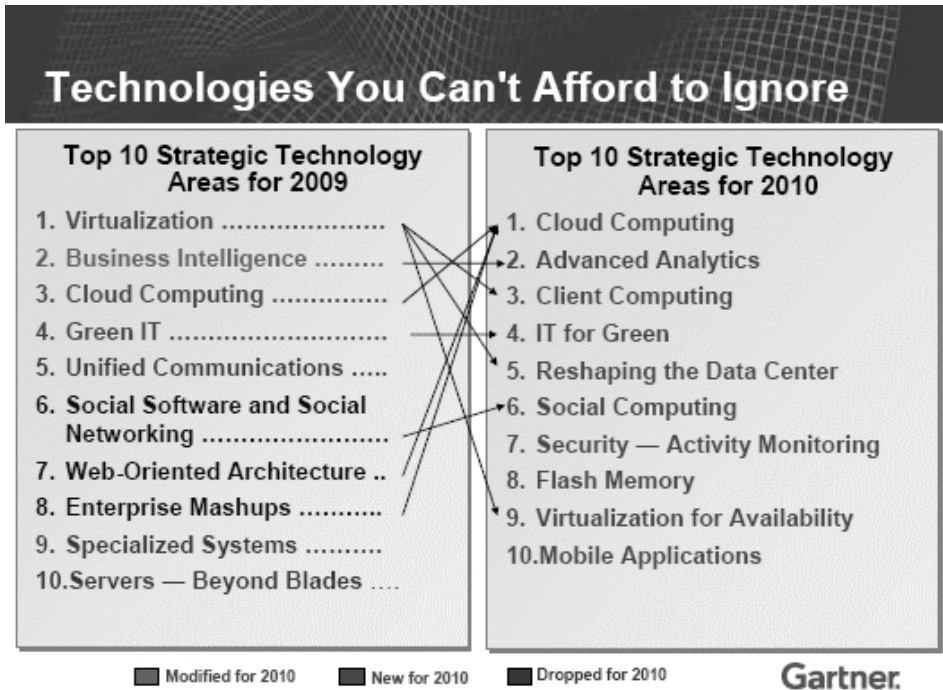 Technologies You Can't Afford to Ignore
Top 10 Strategic Technology
Areas for 2009
1. Virtualization .....................
2. Business Intelligence .........
3. Cloud Computing ...............
4. Green IT ............................
5. Unified Communications .....
6. Social Software and Social
Networking ........................
7. Web-Oriented Architecture ..
8. Enterprise Mashups ...........
9. Specialized Systems ..........
10.Servers — Beyond Blades ....
Top 10 Strategic Technology
Areas for 2010
1. Cloud Computing
2. Advanced Analytics
3. Client Computing
4. IT for Green
5. Reshaping the Data Center
6. Social Computing
7. Security — Activity Monitoring
8. Flash Memory
9. Virtualization for Availability
10.Mobile Applications
Modified for 2010
New for 2010
Dropped for 2010
Gartner.